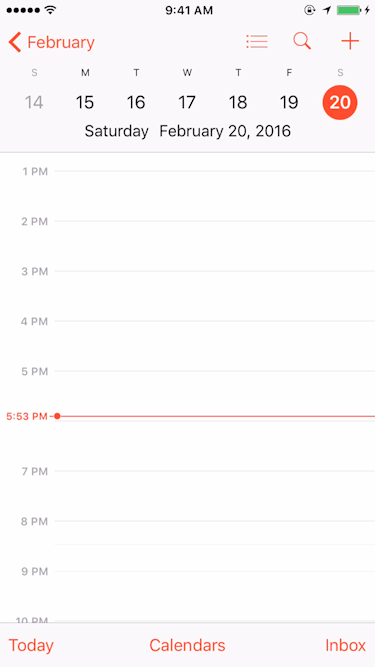 9:41 AM
February
S M T W T F S
14 15 16 17 18 19 20
Saturday February 20, 2016
1 PM
2 PM
3 PM
4 PM
5 PM
5:53 PM
7 PM
8 PM
9 PM
10 PM
Today Calendars Inbox